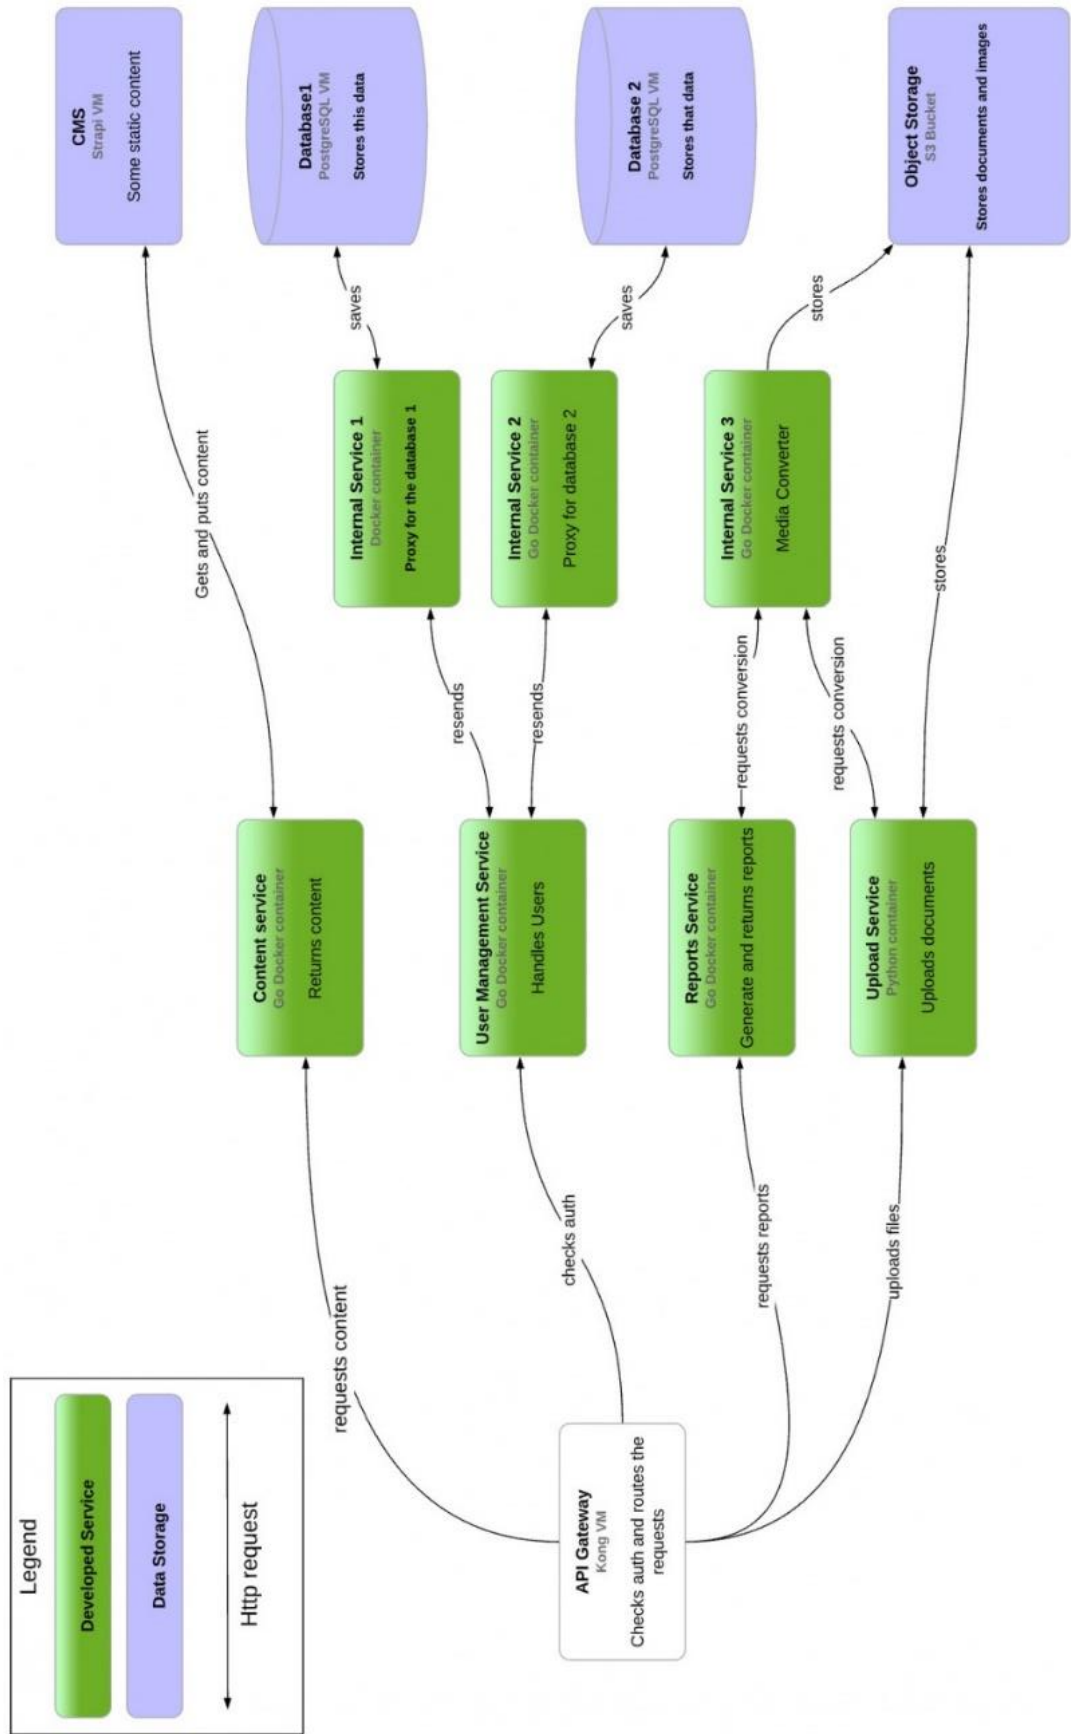 Legend
Developed Service
Data Storage
Http request
API Gateway
Kong VM
Checks auth and routes the
requests
requests content
checks auth
requests reports
uploads files
Content service
Go Docker container
Returns content
User Management Service
Go Docker container
Handles Users
Reports Service
Go Docker container
Generate and returns reports
Upload Service
Python container
Uploads documents
Gets and puts content
resends
resends
requests conversion
requests conversion
stores
Internal Service 1
Docker container
Proxy for the database 1
Internal Service 2
Go Docker container
Proxy for database 2
Internal Service 3
Go Docker container
Media Converter
saves
saves
stores
CMS
Strapi VM
Some static content
Database1
PostgreSQL VM
Stores this data
Database 2
PostgreSQL VM
Stores that data
Object Storage
S3 Bucket
Stores documents and images